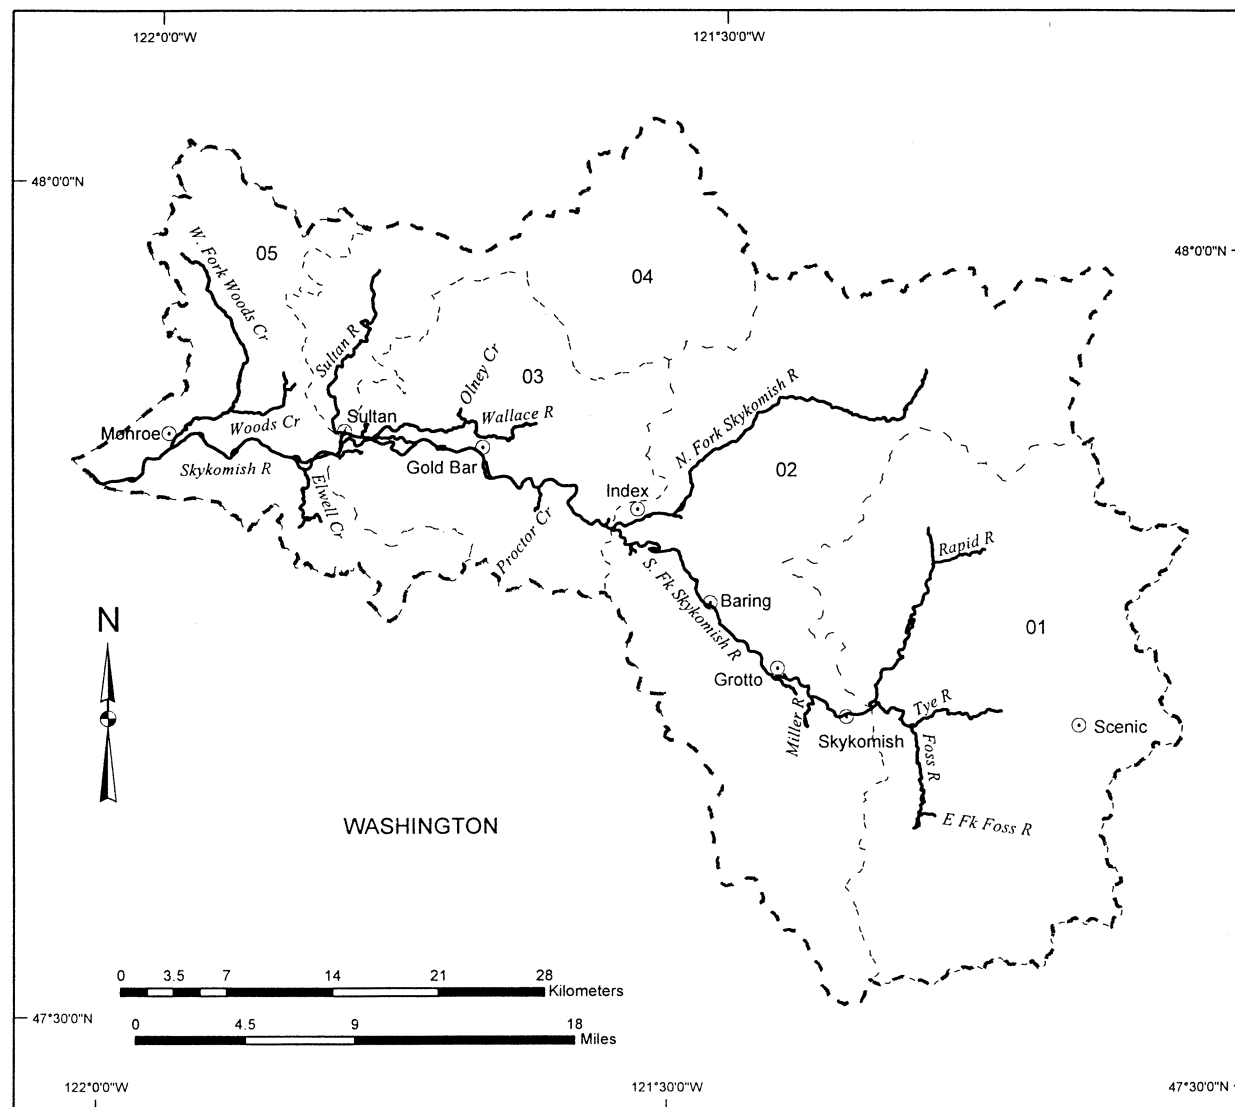 122°0'0"W
121°30'0"W
48°0'0"N
48°0'0"N
05
04
W. Fork Woods Cr
Sultan R
Olney Cr
03
Wallace R
N. Fork Skykomish R
Sultan
Monroe
Woods Cr
Skykomish R
Gold Bar
02
Elwell Cr
Index
Proctor Cr
Rapid R
S. Fk Skykomish R
Baring
N
01
Grotto
Miller R
Tye R
Skykomish
Scenic
Foss R
E Fk Foss R
WASHINGTON
0 3.5 7 14 21 28
Kilometers
47°30'0"N
0 4.5 9 18
Miles
122°0'0"W
121°30'0"W
47°30'0"N